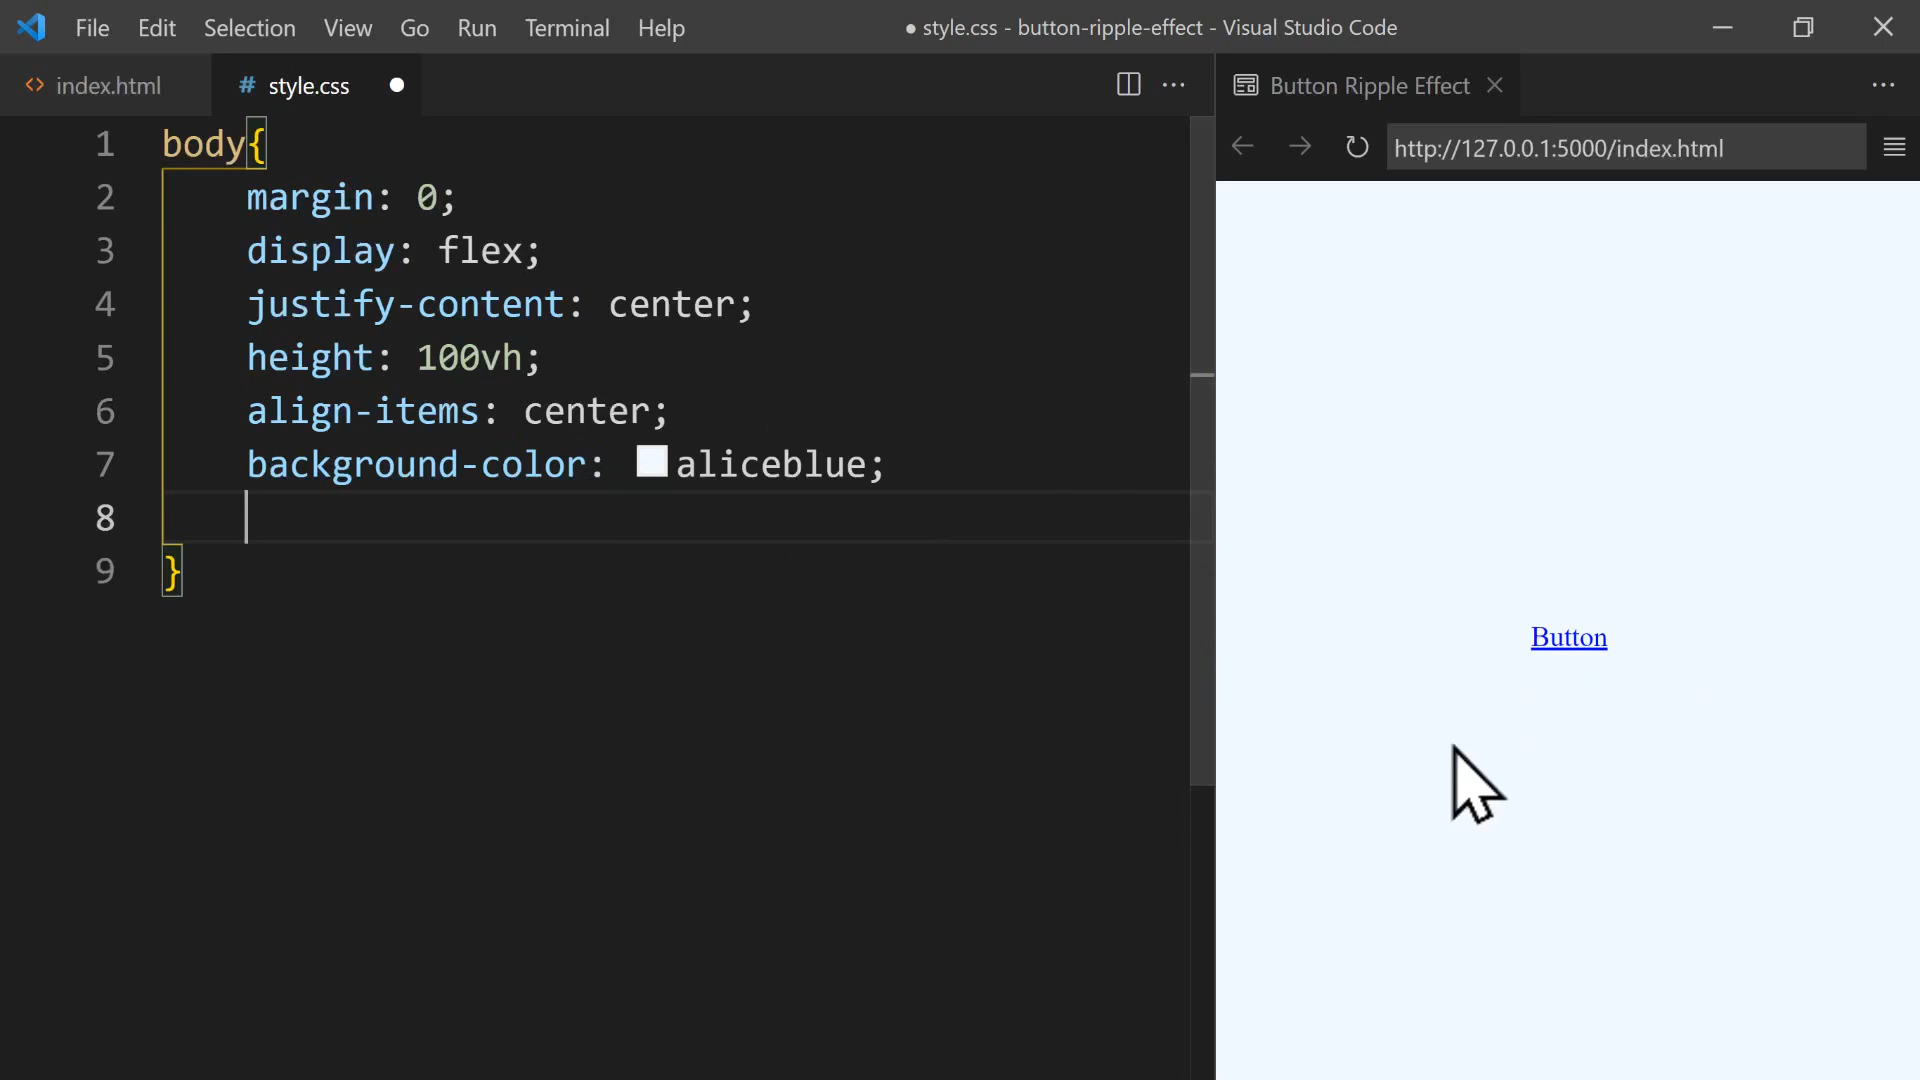 File Edit Selection View Go Run Terminal Help ● style.css - button-ripple-effect - Visual Studio Code
<> index.html # style.css ● Button Ripple Effect
http://127.0.0.1:5000/index.html
1 body{
2 margin: 0;
3 display: flex;
4 justify-content: center;
5 height: 100vh;
6 align-items: center;
7 background-color: aliceblue;
8
9 }
Button